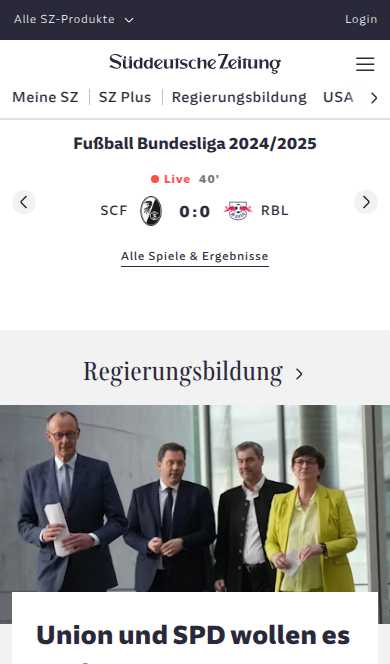 Alle SZ-Produkte Login
Süddeutsche Zeitung
Meine SZ SZ Plus Regierungsbildung USA
Fußball Bundesliga 2024/2025
Live 40'
SCF 0:0 RBL
Alle Spiele & Ergebnisse
Regierungsbildung
Union und SPD wollen es